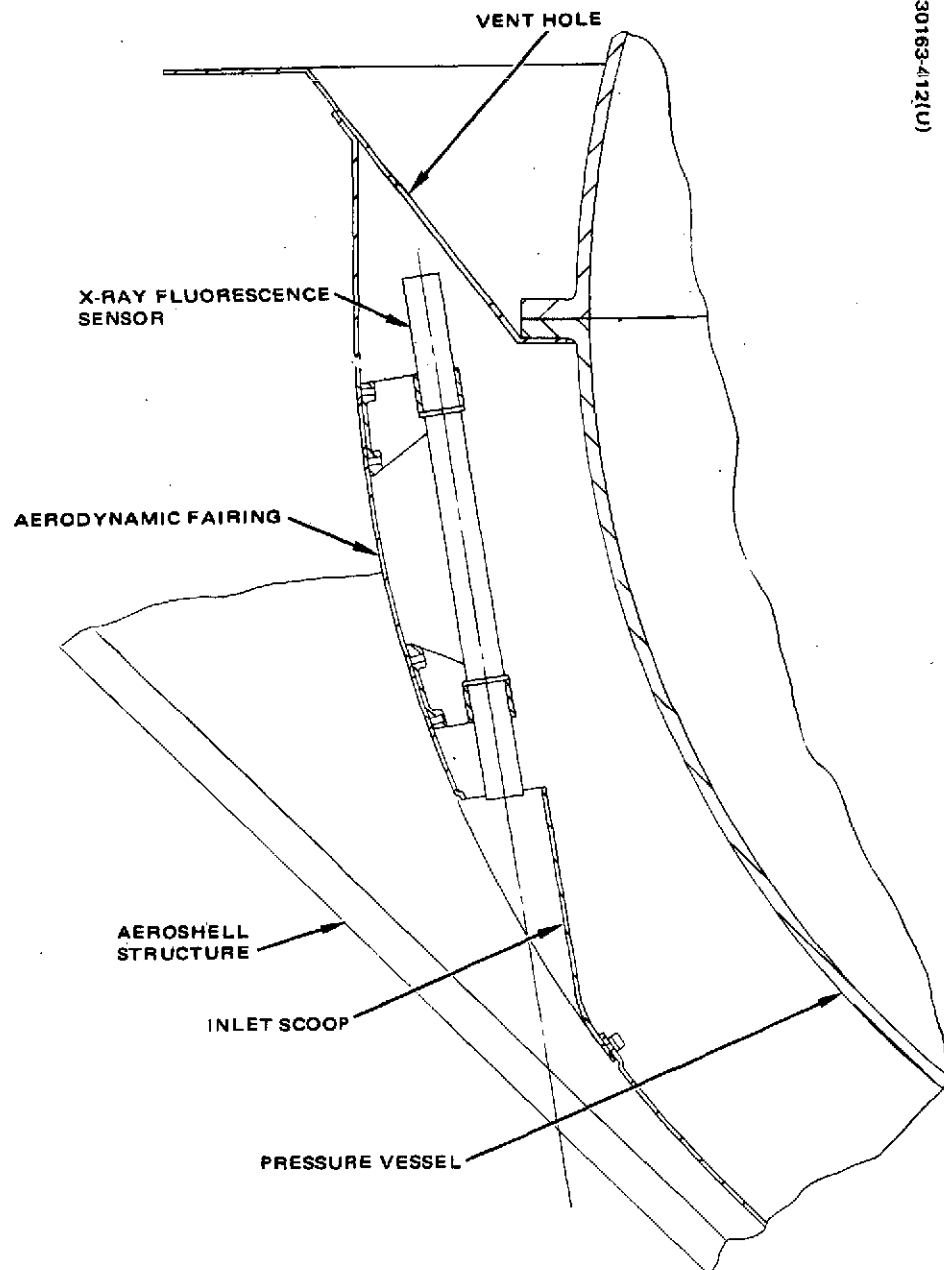 VENT HOLE
30163-412(U)
X-RAY FLUORESCENCE
SENSOR
AERODYNAMIC FAIRING
AEROSHELL
STRUCTURE
INLET SCOOP
PRESSURE VESSEL